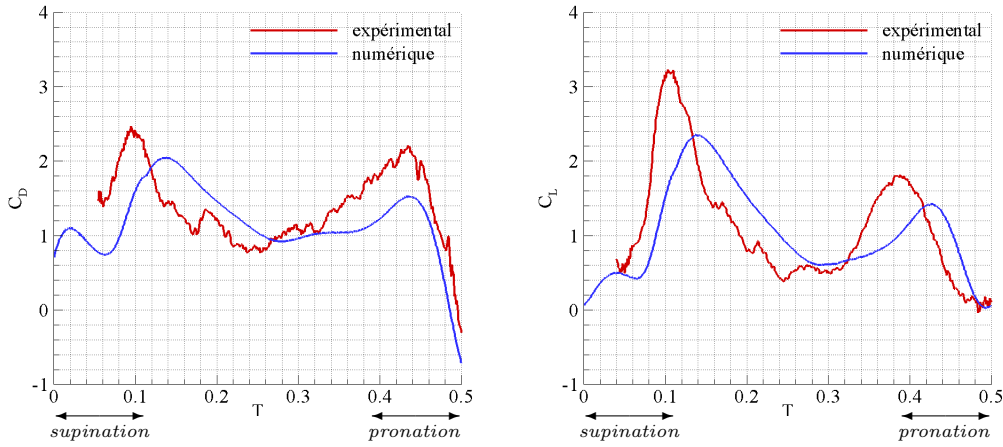 4
3
2
1
0
-1
C_D
expérimental
numérique
0
0.1
0.2
0.3
0.4
0.5
T
supination
pronation
4
3
2
1
0
-1
C_L
expérimental
numérique
0
0.1
0.2
0.3
0.4
0.5
T
supination
pronation